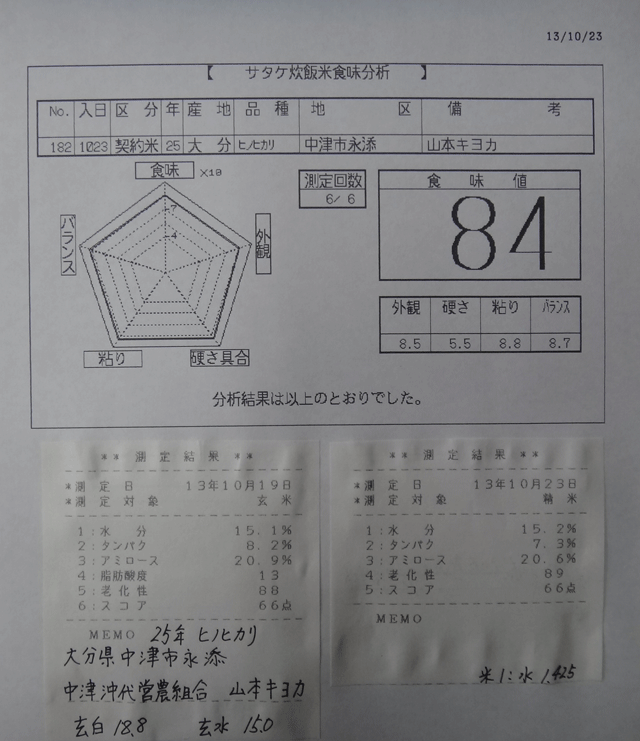 13/10/23
【 サタケ炊飯米食味分析 】
No. 入日 区分 年 産地 品種 地区 備考
182 1023 契約米 25 大分 ヒノヒカリ 中津市永添 山本キヨカ
食味 ×10
7
4
バランス
外観
粘り
硬さ具合
測定回数
6/ 6
食味値
84
外観 硬さ 粘り バランス
8.5 5.5 8.8 8.7
分析結果は以上のとおりでした。
** 測定結果 **
*測定日 13年10月19日
*測定対象 玄米
1:水分 15.1%
2:タンパク 8.2%
3:アミロース 20.9%
4:脂肪酸度 13
5:老化性 88
6:スコア 66点
MEMO 25年 ヒノヒカリ
大分県中津市永添
中津沖代営農組合 山本キヨカ
玄白 18.8 玄水 15.0
** 測定結果 **
*測定日 13年10月23日
*測定対象 精米
1:水分 15.2%
2:タンパク 7.3%
3:アミロース 20.6%
4:老化性 89
5:スコア 66点
MEMO
米1:水 1.425